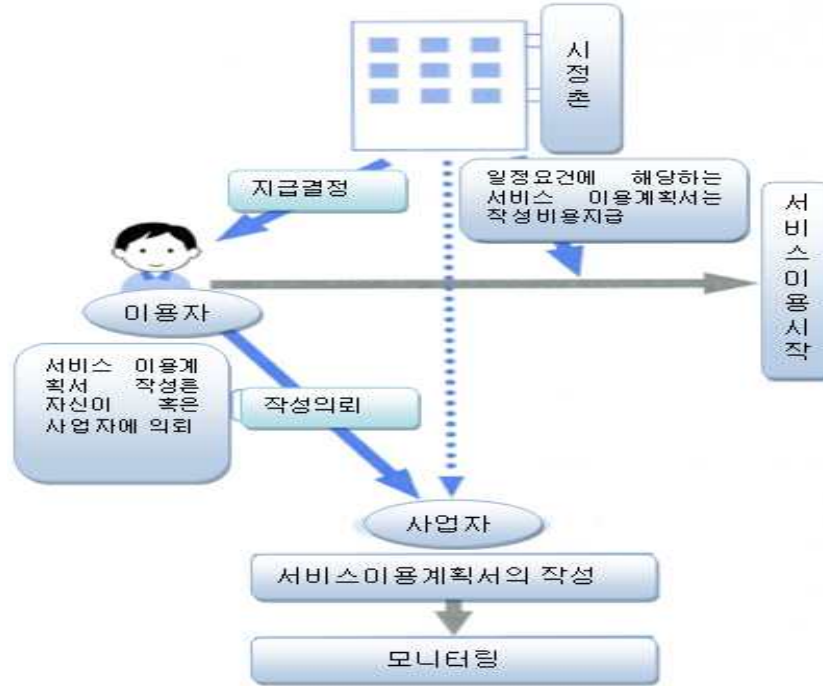 시
정
촌
지급결정
일정요건에 해당하는
서비스 이용계획서는
작성비용지급
서
비
스
이
용
시
작
이용자
서비스 이용계
획서 작성은
자신이 혹은
사업자에 의뢰
작성의뢰
사업자
서비스이용계획서의 작성
모니터링